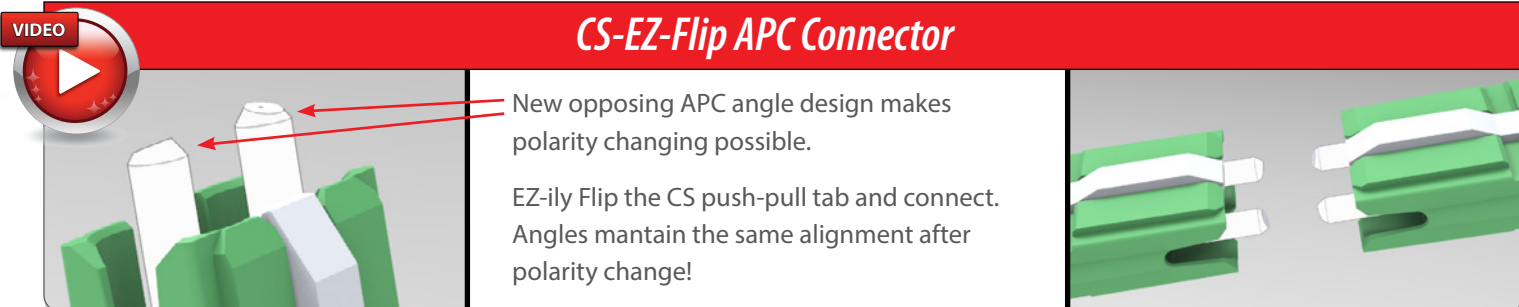 VIDEO
CS-EZ-Flip APC Connector
New opposing APC angle design makes
polarity changing possible.
EZ-ily Flip the CS push-pull tab and connect.
Angles mantain the same alignment after
polarity change!